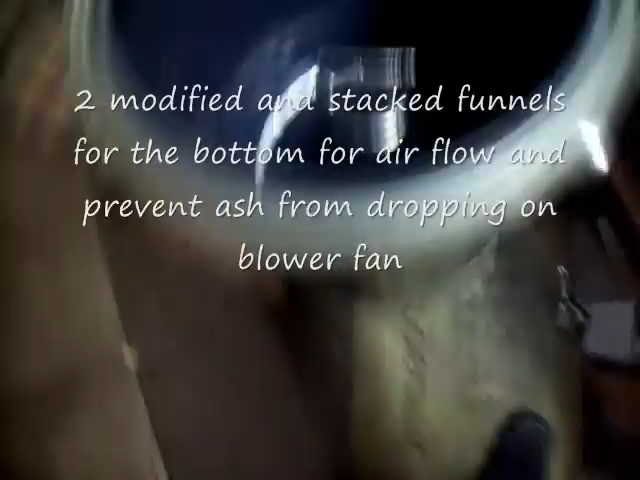 2 modified and stacked funnels
for the bottom for air flow and
prevent ash from dropping on
blower fan